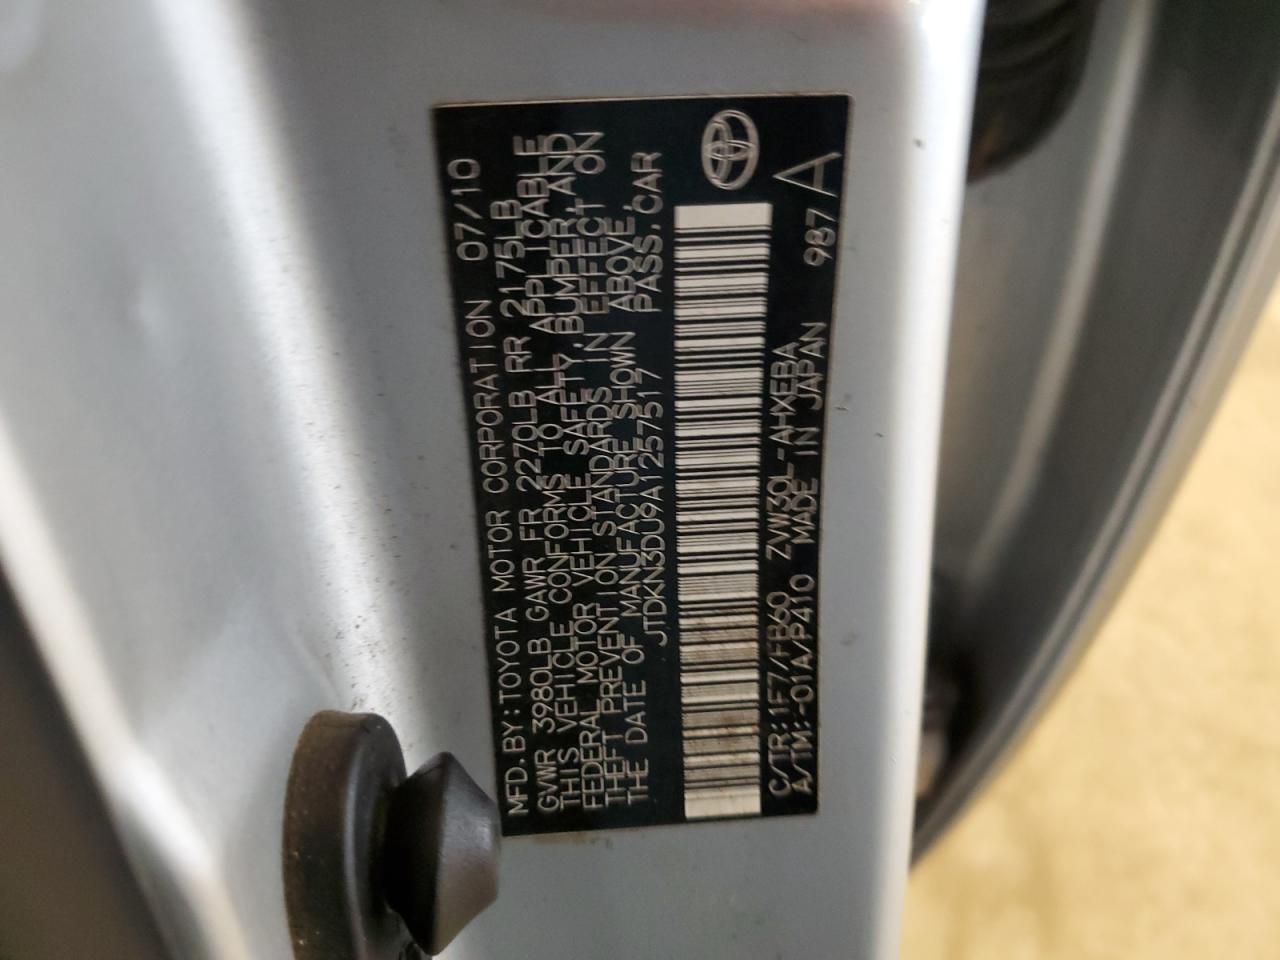 MFD.BY:TOYOTA MOTOR CORPORATION 07/10
GVWR 3980LB GAWR FR 2270LB RR 2175LB
THIS VEHICLE CONFORMS TO ALL APPLICABLE
FEDERAL MOTOR VEHICLE SAFETY, BUMPER, AND
THEFT PREVENTION STANDARDS IN EFFECT ON
THE DATE OF MANUFACTURE SHOWN ABOVE.
JTDKN3DU9A1257517 PASS.CAR
C/TR:1F7/FB60 ZVW30L-AHXEBA 987 A
A/TM:-01A/P410 MADE IN JAPAN